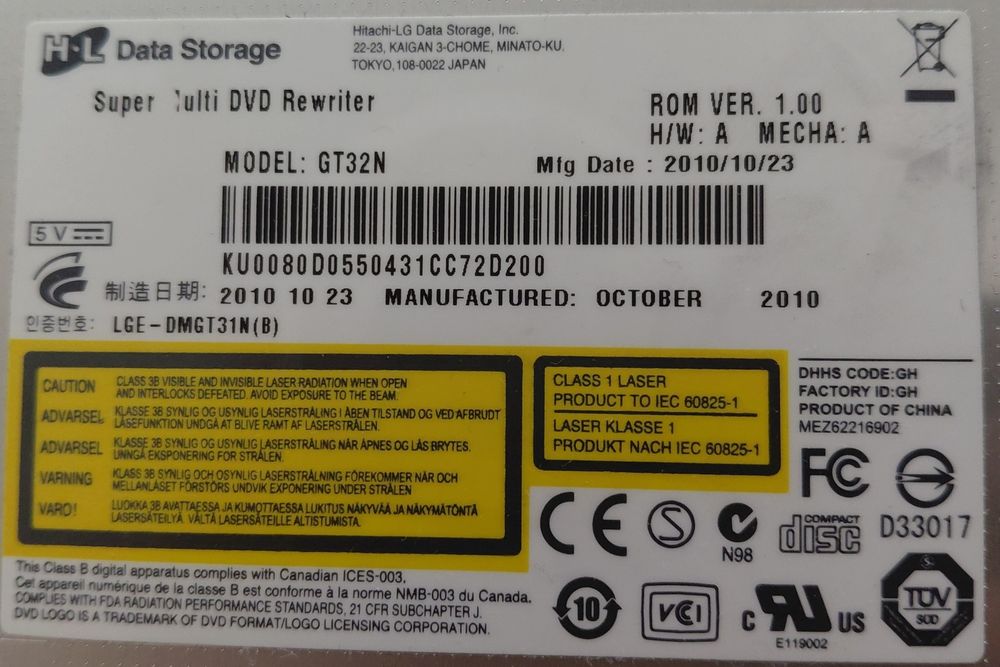 H·L Data Storage
Hitachi-LG Data Storage, Inc.
22-23, KAIGAN 3-CHOME, MINATO-KU.
TOKYO,108-0022 JAPAN
Super ulti DVD Rewriter
ROM VER. 1.00
H/W: A MECHA: A
MODEL: GT32N
Mfg Date : 2010/10/23
5V
KU0080D0550431CC72D200
制造日期: 2010 10 23 MANUFACTURED: OCTOBER 2010
인증번호: LGE-DMGT31N(B)
CAUTION CLASS 3B VISIBLE AND INVISIBLE LASER RADIATION WHEN OPEN
AND INTERLOCKS DEFEATED. AVOID EXPOSURE TO THE BEAM.
ADVARSEL KLASSE 3B SYNLIG OG USYNLIG LASERSTRÅLING I ÅBEN TILSTAND OG VED AFBRUDT
LÅSEFUNKTION UNDGÅ AT BLIVE RAMT AF LASERSTRÅLEN.
ADVARSEL KLASSE 3B SYNLIG OG USYNLIG LASERSTRÅLING NÅR ÅPNES OG LÅS BRYTES.
UNNGÅ EKSPONERING FOR STRÅLEN.
VARNING KLASS 3B SYNLIG OCH OSYNLIG LASERSTRÅLNING FÖREKOMMER NÄR OCH
MELLANLÅSET FÖRSTÖRS UNDVIK EXPONERING UNDER STRÅLEN
VARO! LUOKKA 3B AVATTAESSA JA KUMOTTAESSA LUKITUS NÄKYVÄÄ JA NÄKYMÄTÖNTÄ
LASERSÄTEILYÄ. VÄLTÄ LASERSÄTEILLE ALTISTUMISTA.
CLASS 1 LASER
PRODUCT TO IEC 60825-1
LASER KLASSE 1
PRODUKT NACH IEC 60825-1
DHHS CODE:GH
FACTORY ID:GH
PRODUCT OF CHINA
MEZ62216902
FC
CE
S
N98
COMPACT
disc
D33017
This Class B digital apparatus complies with Canadian ICES-003.
Cet appareil numérique de la classe B est conforme à la norme NMB-003 du Canada.
COMPLIES WITH FDA RADIATION PERFORMANCE STANDARDS, 21 CFR SUBCHAPTER J.
DVD LOGO IS A TRADEMARK OF DVD FORMAT/LOGO LICENSING CORPORATION.
10
VCI
c RU US
E119002
TÜV
SÜD